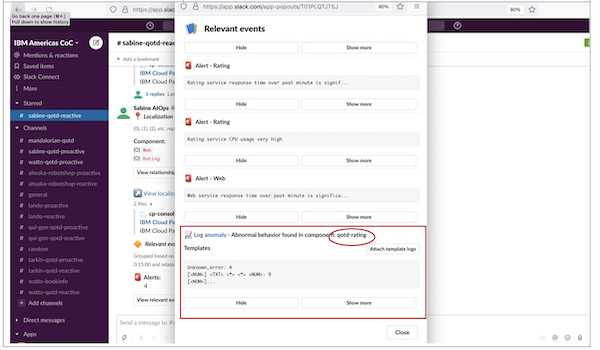 Go back one page (⌘←)
Pull down to show history
90%
app.slack.com/app-popouts/T01PLQTJT5J
90%
IBM Americas CoC
Mentions & reactions
Saved items
Slack Connect
More
Starred
# sabine-qotd-reactive
Channels
# mandalorian-qotd
# sabine-qotd-proactive
# watto-qotd-proactive
# ahsoka-robotshop-proactive
# ahsoka-robotshop-reactive
# general
# lando-proactive
# lando-reactive
# qui-gon-qotd-proactive
# qui-gon-qotd-reactive
# random
# tarkin-qotd-proactive
# tarkin-qotd-reactive
# watto-bookinfo
# watto-qotd-reactive
+ Add channels
Direct messages
Apps
# sabine-qotd-reac
+ Add a bookmark
IBM Cloud Pa
IBM Cloud Pa
3 replies
Sabine AIOps
Localization
(0), (1), (2), etc. rep
Component:
(0) Web
(0) Rating
View relationship
View localiz
2 files
cp-consol
IBM Cloud Pa
IBM Cloud Pa
Relevant eve
Grouped based on
0:15:00 and related
Alerts:
4
View relevant eve
Send a message to #s
Relevant events
Hide
Show more
Alert - Rating
Rating service response time over past minute is signif...
Hide
Show more
Alert - Rating
Rating service CPU usage very high
Hide
Show more
Alert - Web
Web service response time over past minute is significa...
Hide
Show more
Log anomaly - Abnormal behavior found in component: qotd-rating
Templates
Attach template logs
Unknown_error: 4
[<NUM>] <TXT> <*> <*> <NUM>: 9
[<NUM>]...
Hide
Show more
Close